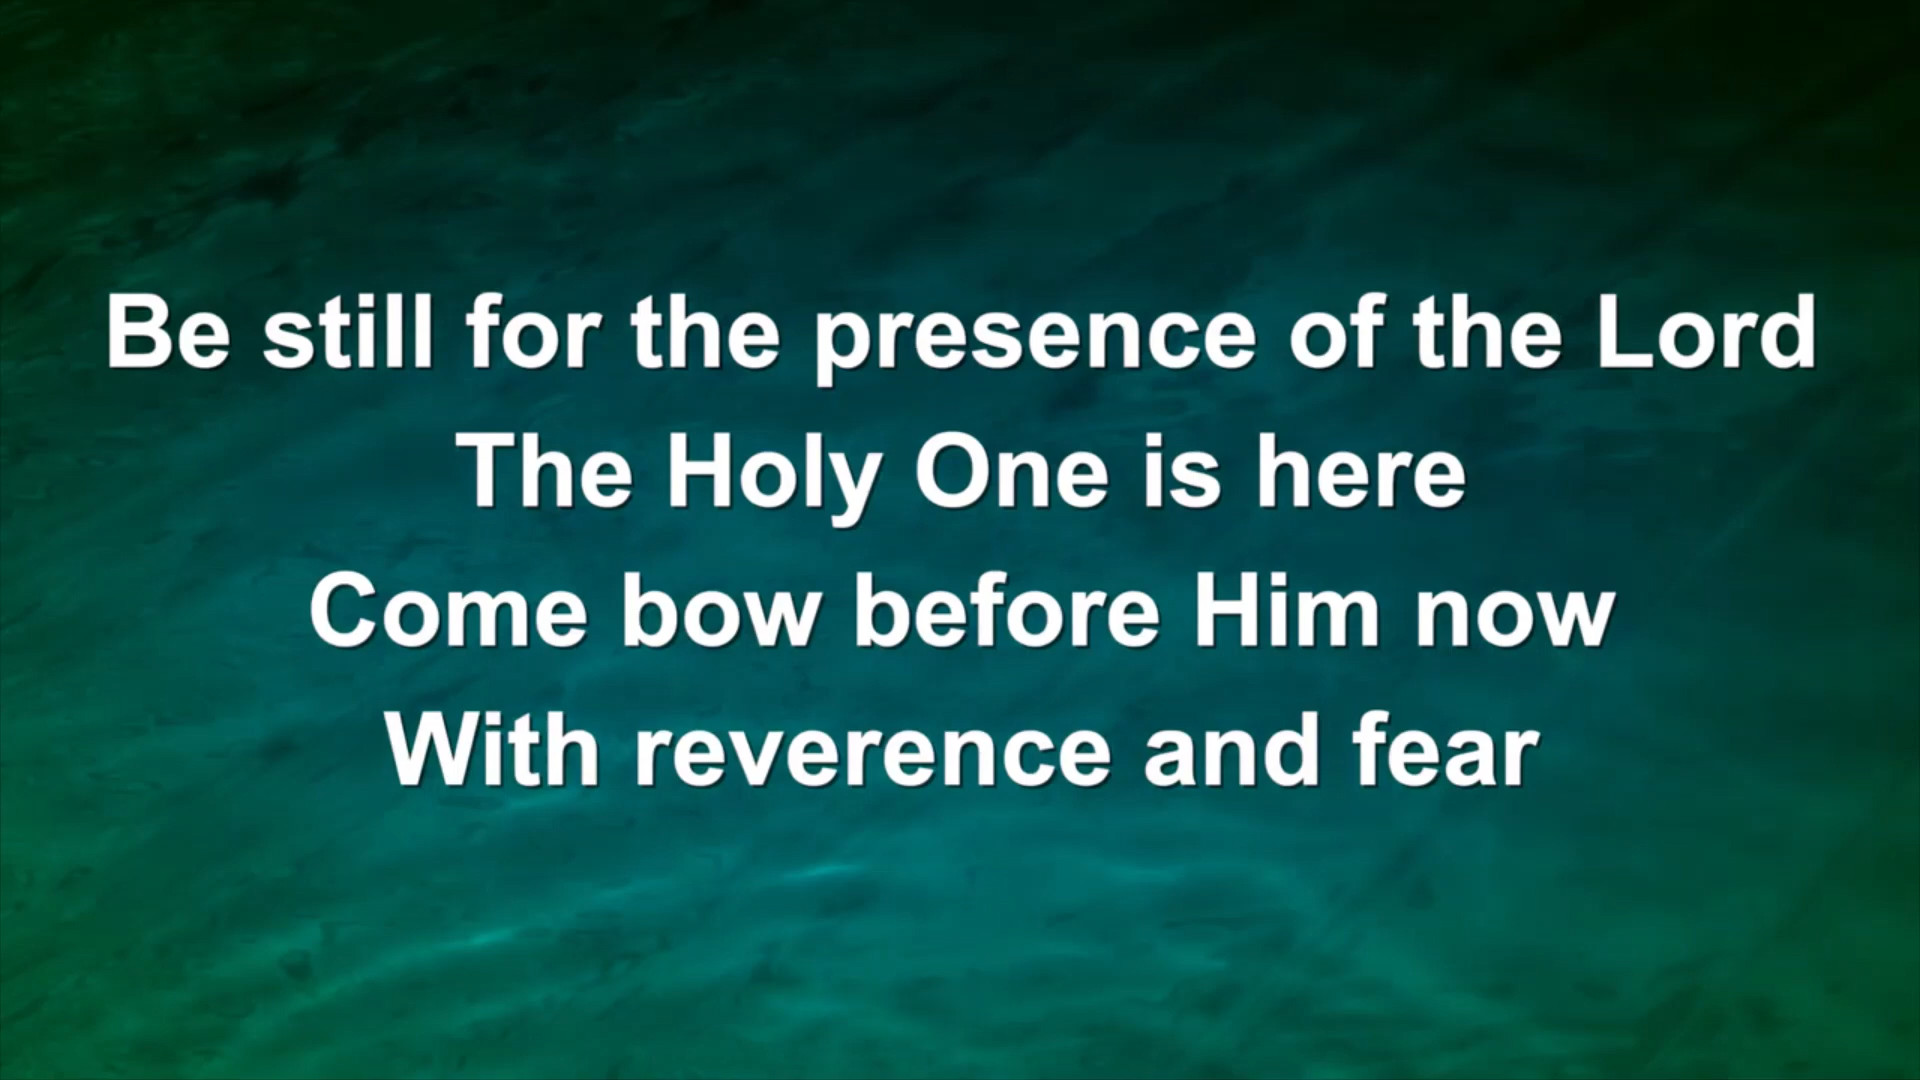 Be still for the presence of the Lord
The Holy One is here
Come bow before Him now
With reverence and fear